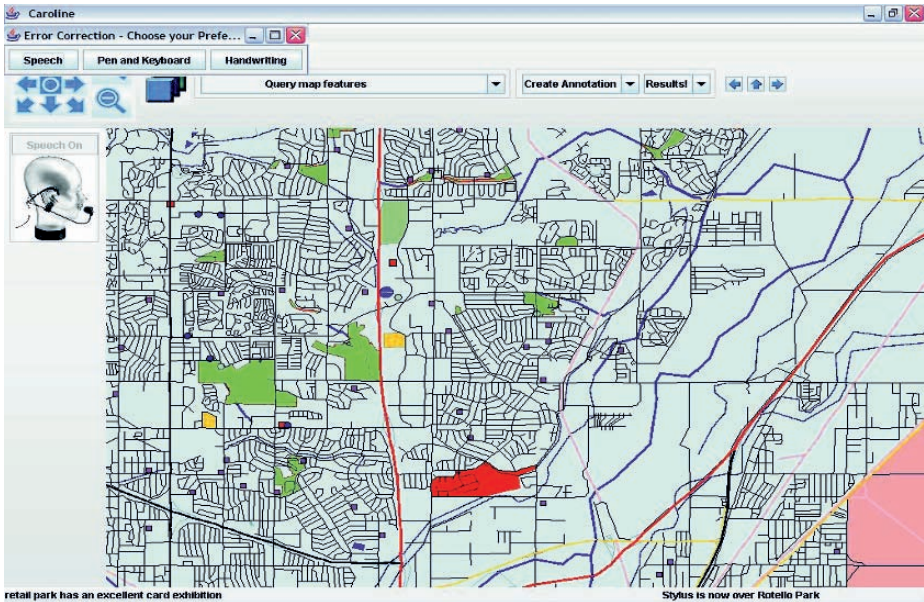 Caroline
Error Correction - Choose your Prefe...
Speech Pen and Keyboard Handwriting
Query map features Create Annotation Results!
Speech On
retail park has an excellent card exhibition Stylus is now over Rotello Park